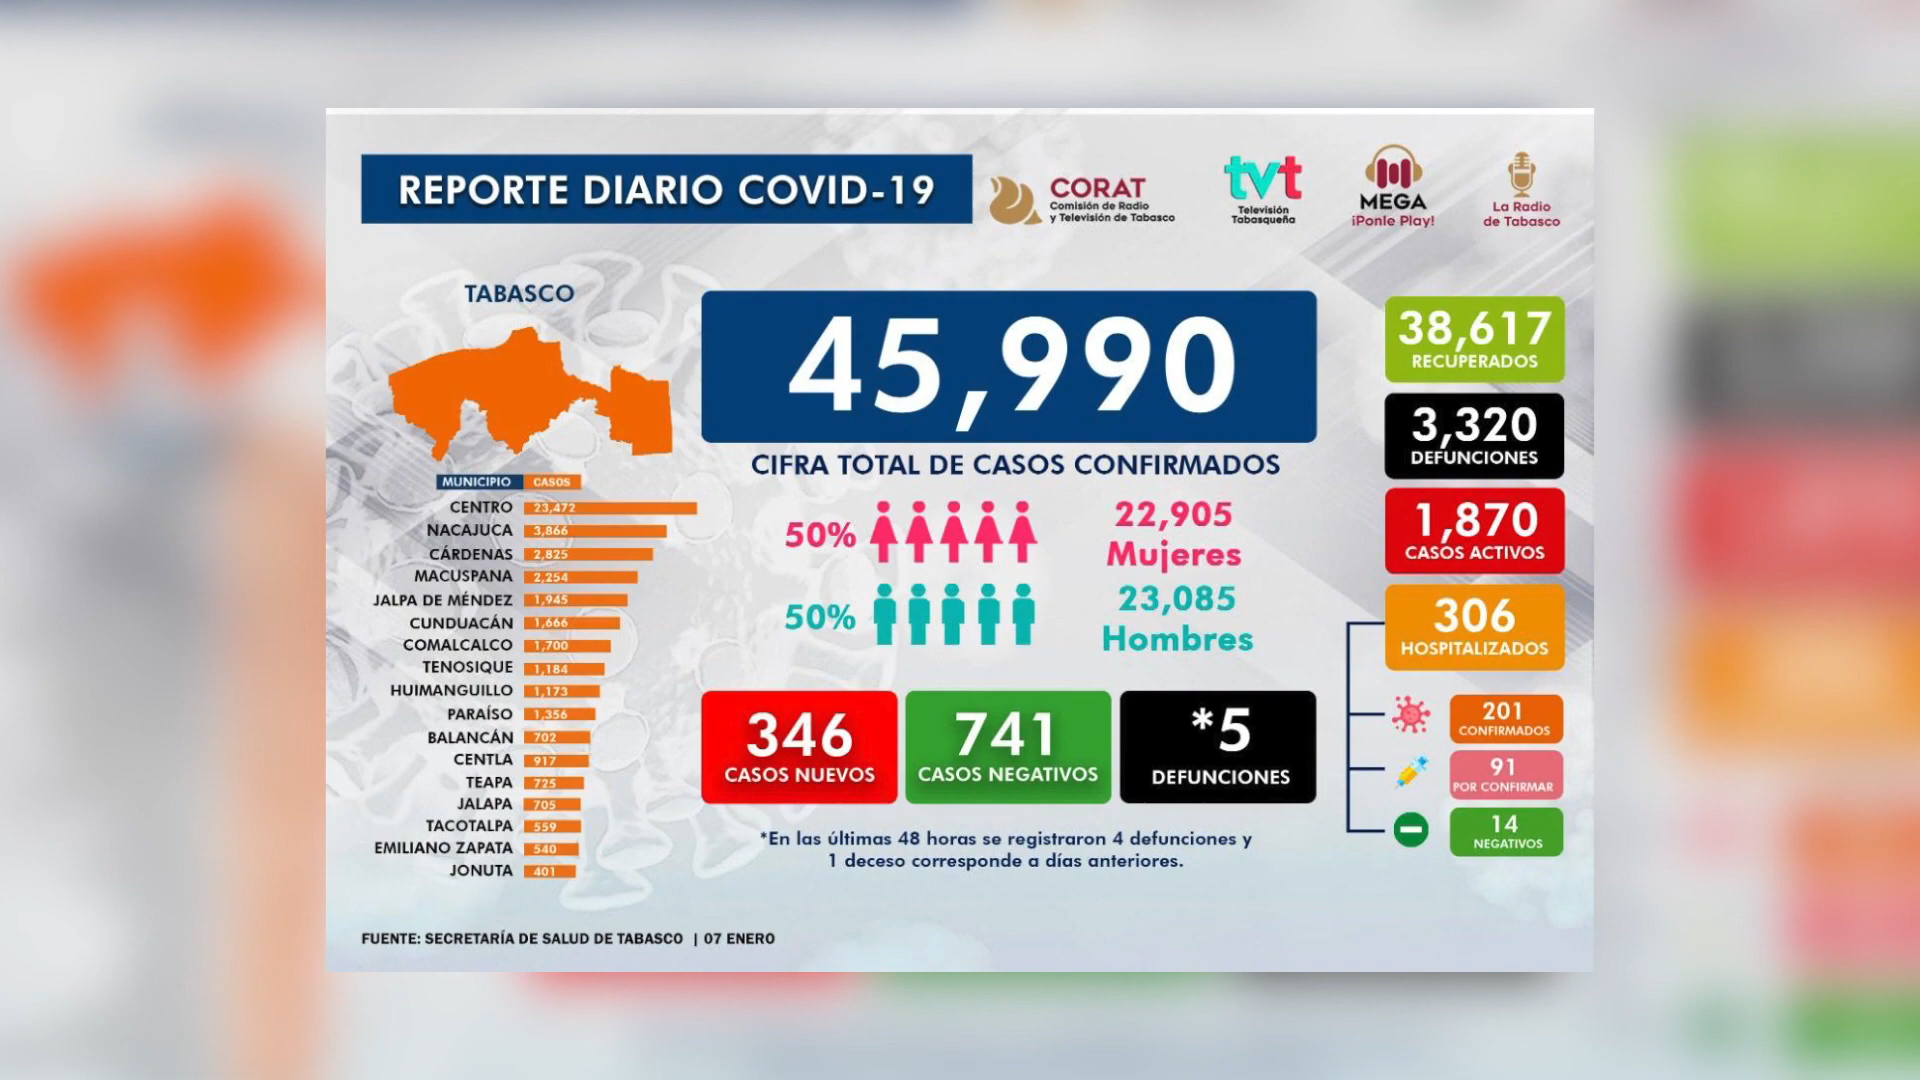 REPORTE DIARIO COVID-19
CORAT
Comisión de Radio
y Televisión de Tabasco
tvt
Televisión
Tabasqueña
MEGA
¡Ponle Play!
La Radio
de Tabasco
TABASCO
MUNICIPIO CASOS
CENTRO 23,472
NACAJUCA 3,866
CÁRDENAS 2,825
MACUSPANA 2,254
JALPA DE MÉNDEZ 1,945
CUNDUACÁN 1,666
COMALCALCO 1,700
TENOSIQUE 1,184
HUIMANGUILLO 1,173
PARAÍSO 1,356
BALANCÁN 702
CENTLA 917
TEAPA 725
JALAPA 705
TACOTALPA 559
EMILIANO ZAPATA 540
JONUTA 401
45,990
CIFRA TOTAL DE CASOS CONFIRMADOS
50% 22,905
Mujeres
50% 23,085
Hombres
346
CASOS NUEVOS
741
CASOS NEGATIVOS
*5
DEFUNCIONES
*En las últimas 48 horas se registraron 4 defunciones y
1 deceso corresponde a días anteriores.
38,617
RECUPERADOS
3,320
DEFUNCIONES
1,870
CASOS ACTIVOS
306
HOSPITALIZADOS
201
CONFIRMADOS
91
POR CONFIRMAR
14
NEGATIVOS
FUENTE: SECRETARÍA DE SALUD DE TABASCO | 07 ENERO